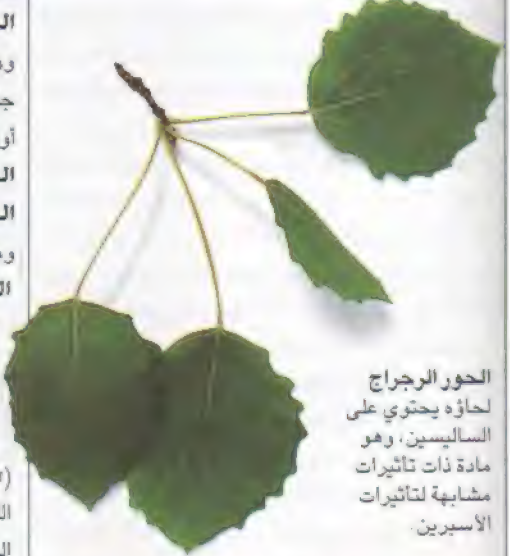 الحور الرجراج
لحاؤه يحتوي على
الساليسين، وهو
مادة ذات تأثيرات
مشابهة لتأثيرات
الأسبرين.